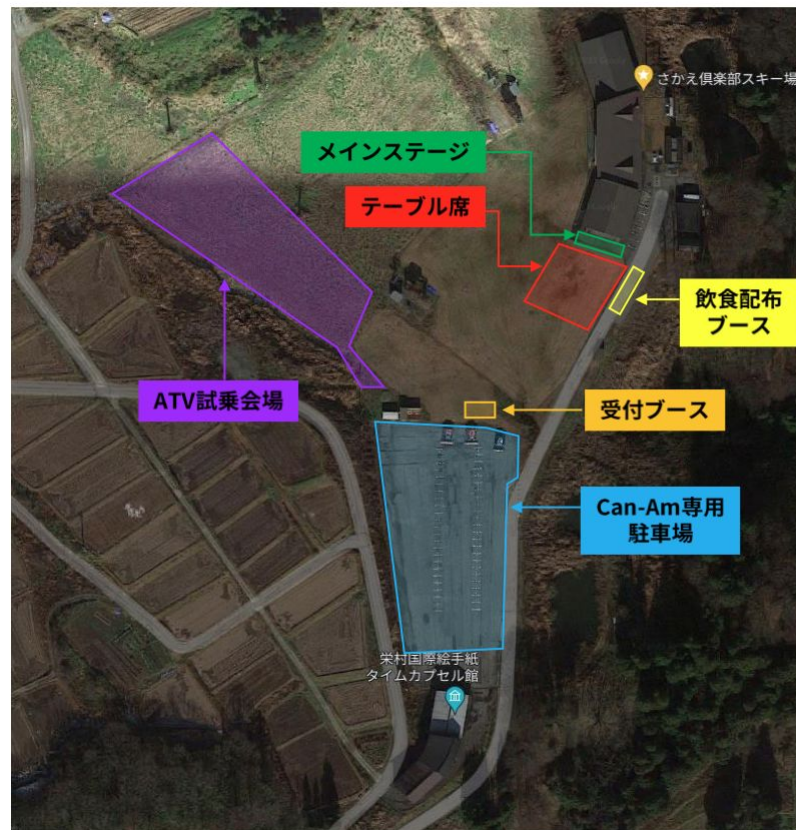 さかえ倶楽部スキー場
メインステージ
テーブル席
飲食配布
ブース
ATV試乗会場
受付ブース
Can-Am専用
駐車場
栄村国際絵手紙
タイムカプセル館